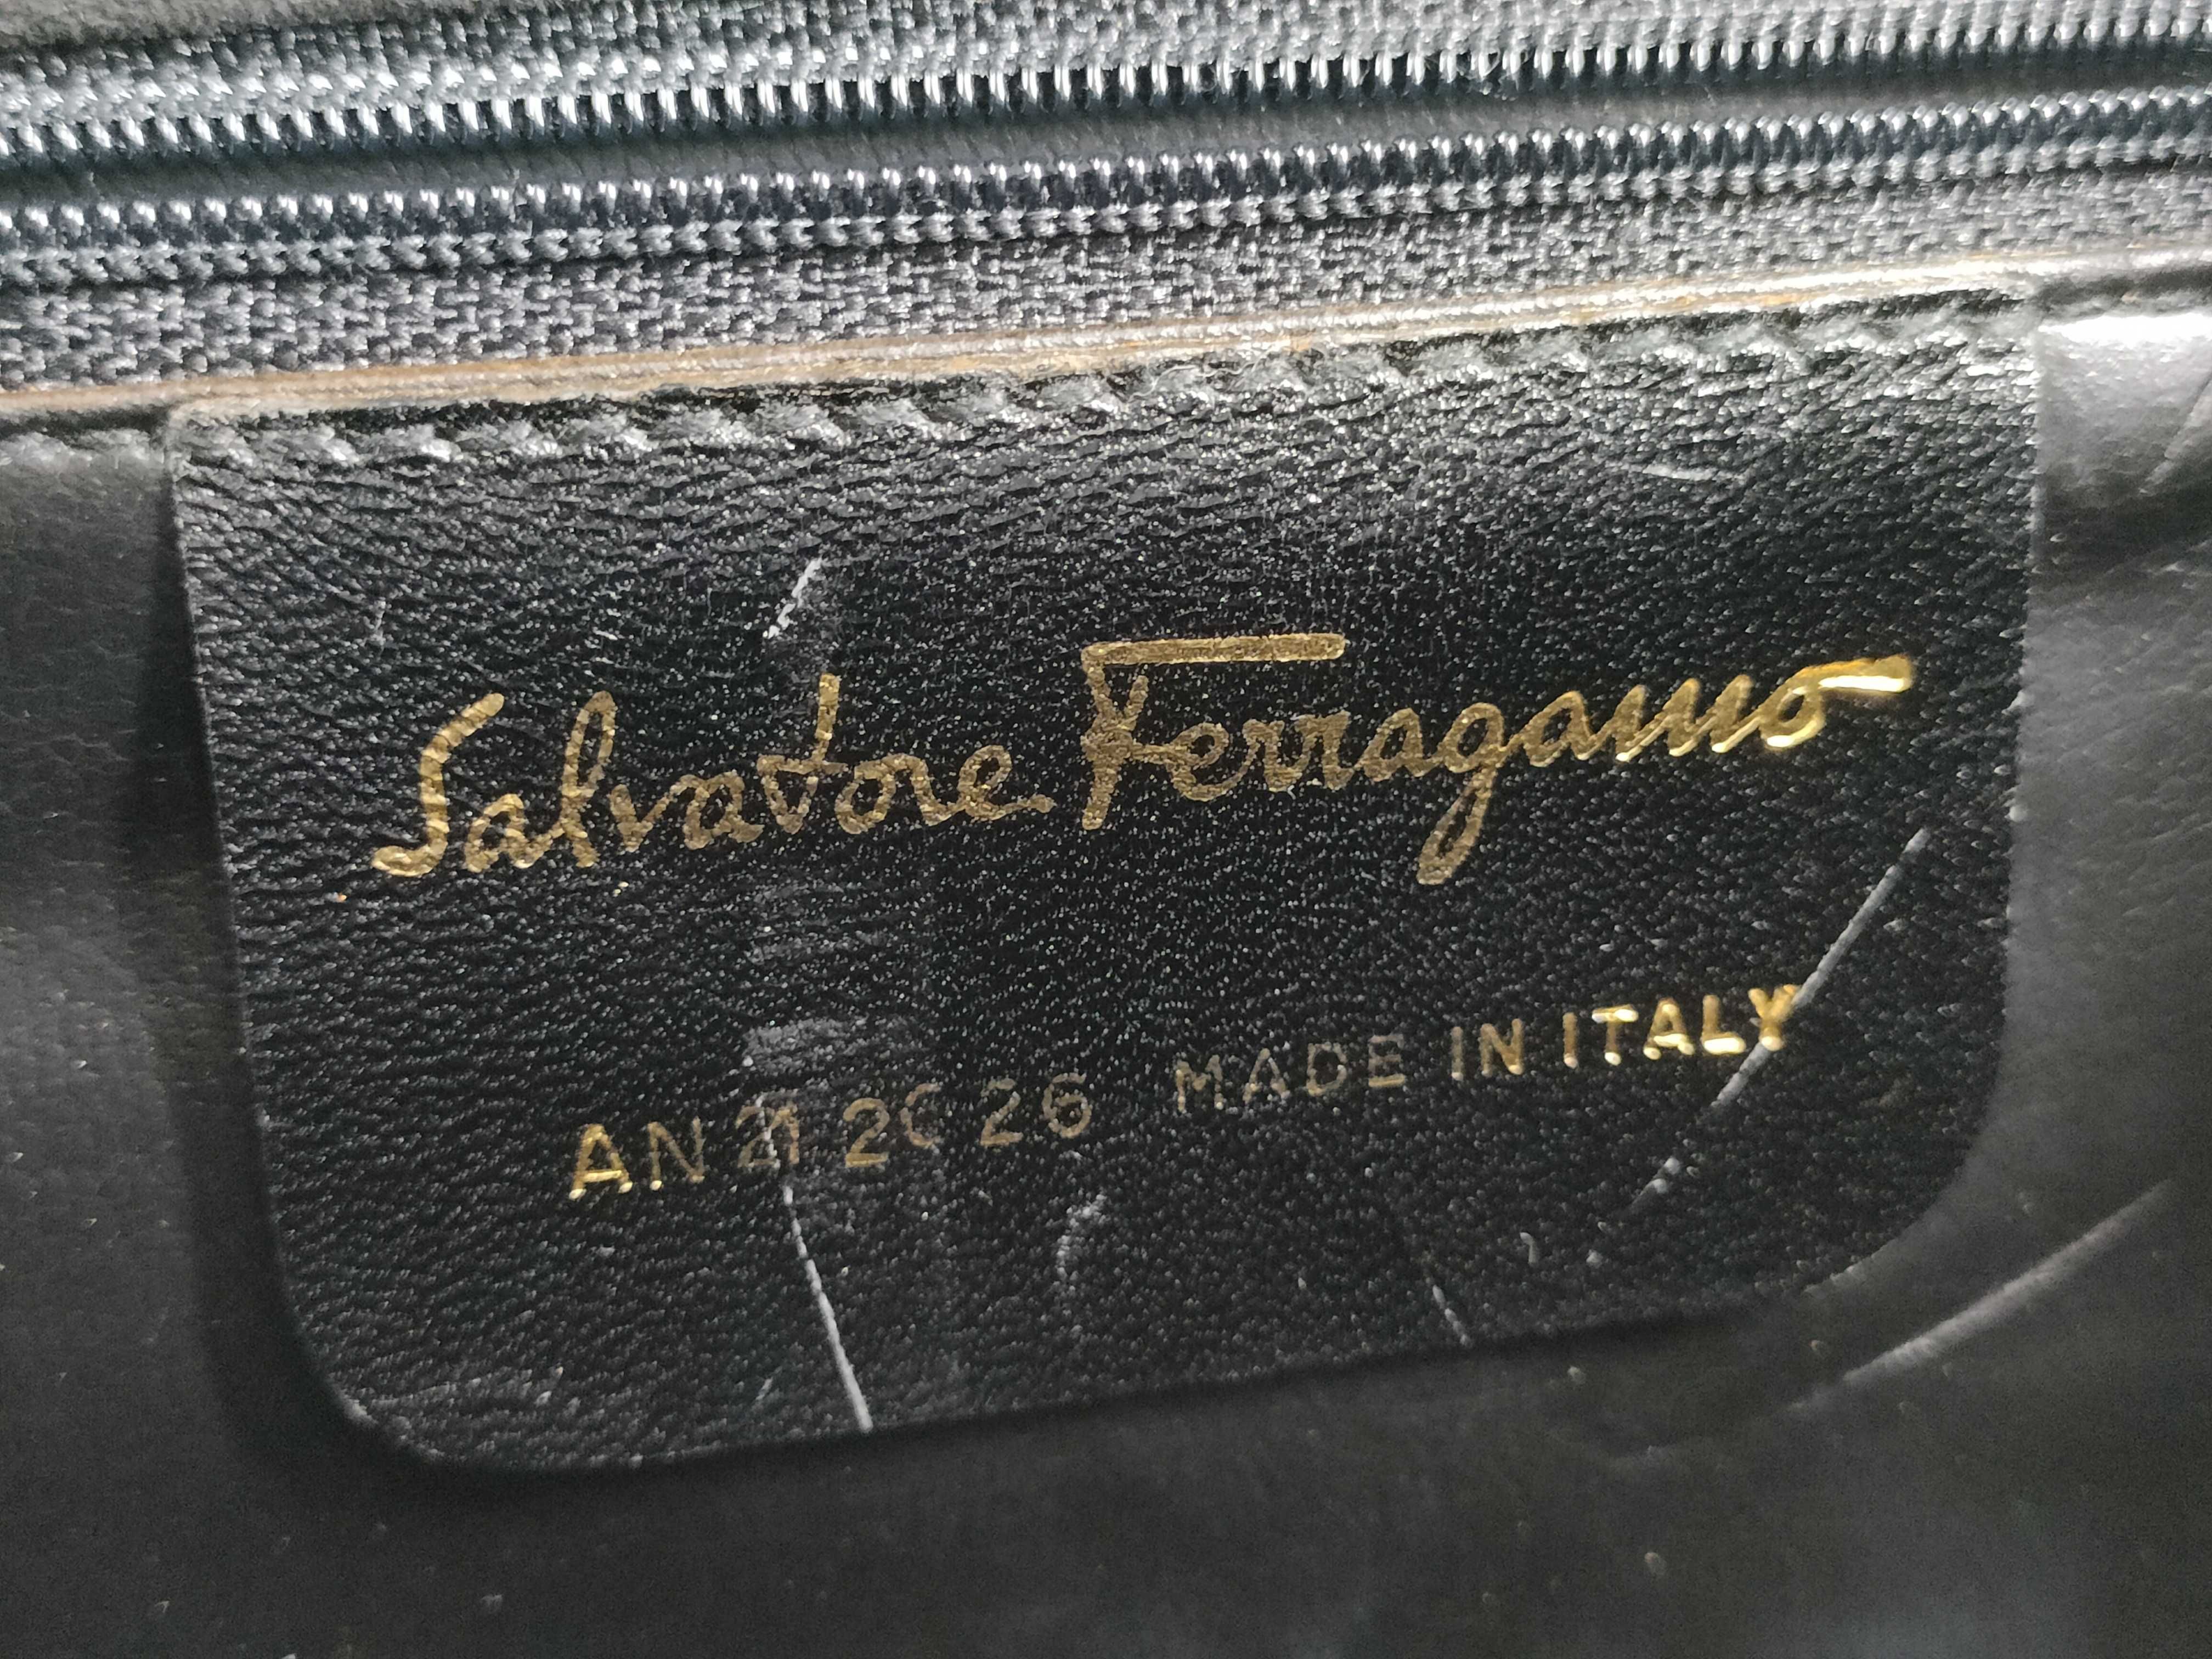 Salvatore Ferragamo
AN 21 2C 26 MADE IN ITALY